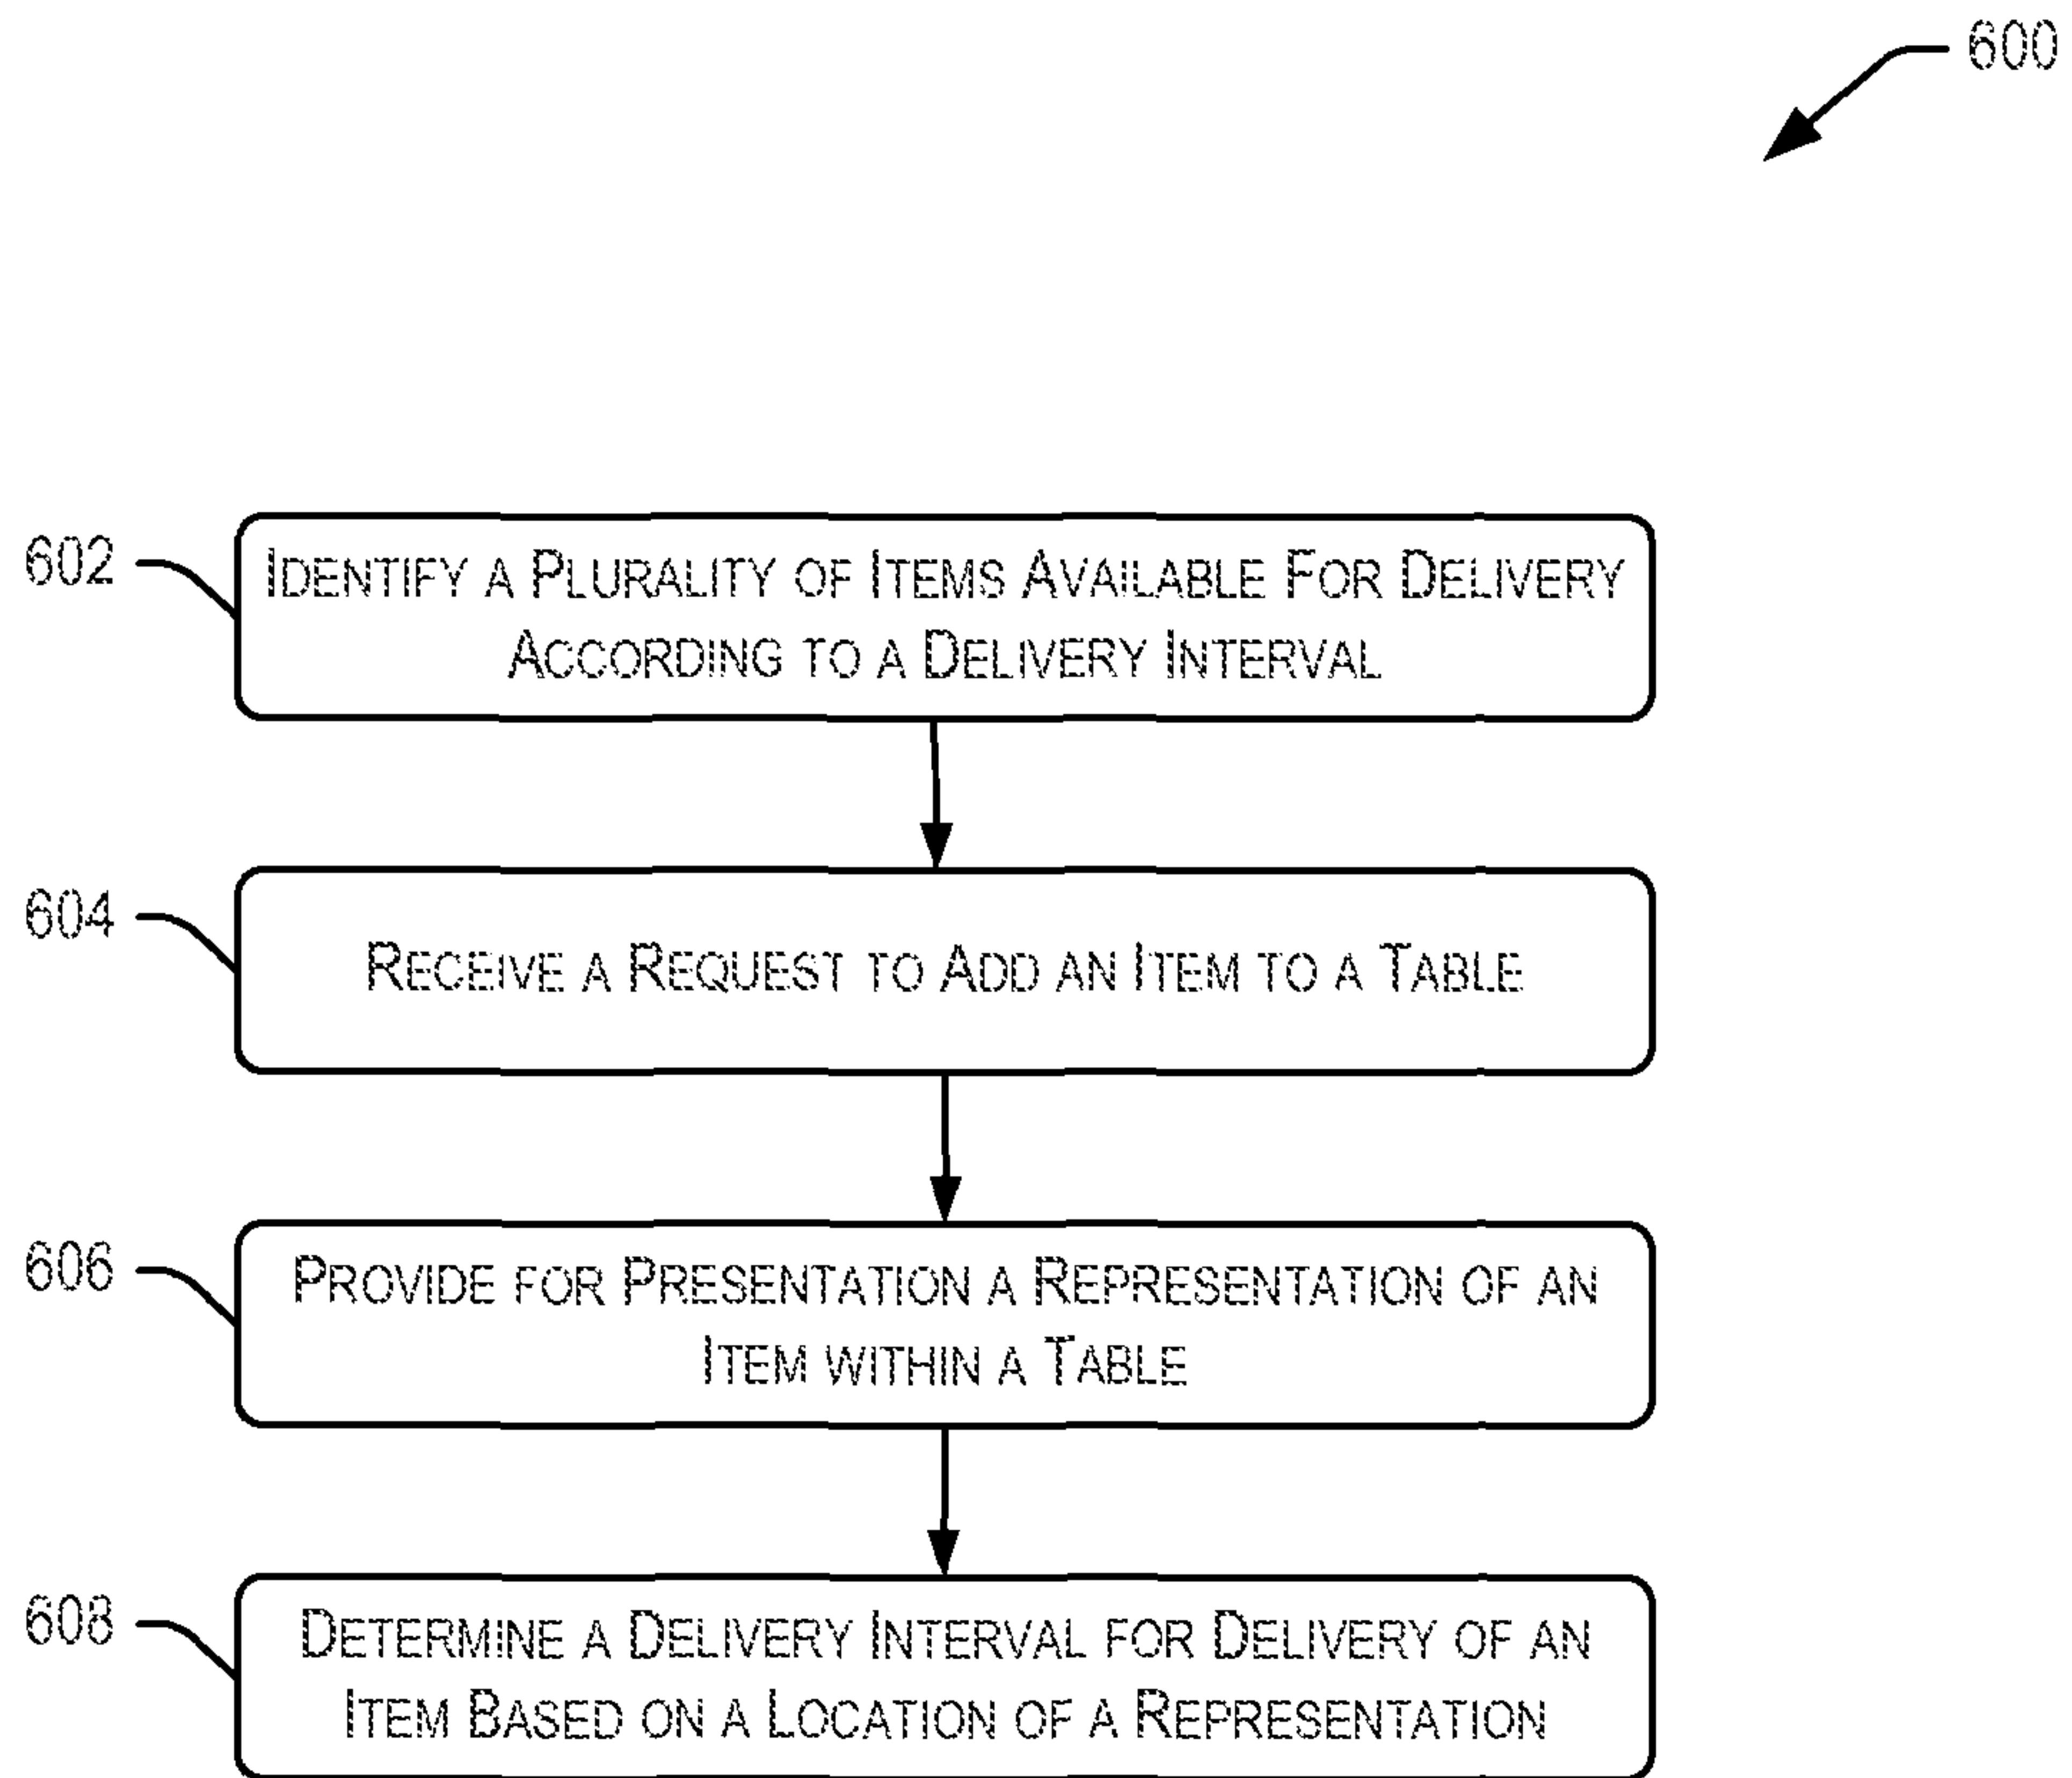 600
602
IDENTIFY A PLURALITY OF ITEMS AVAILABLE FOR DELIVERY
ACCORDING TO A DELIVERY INTERVAL
604
RECEIVE A REQUEST TO ADD AN ITEM TO A TABLE
606
PROVIDE FOR PRESENTATION A REPRESENTATION OF AN
ITEM WITHIN A TABLE
608
DETERMINE A DELIVERY INTERVAL FOR DELIVERY OF AN
ITEM BASED ON A LOCATION OF A REPRESENTATION